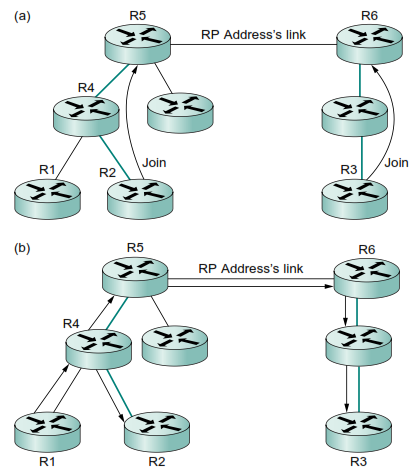 (a)
R5
R6
RP Address's link
R4
R1
R2
Join
R3
Join
(b)
R5
R6
RP Address's link
R4
R1
R2
R3